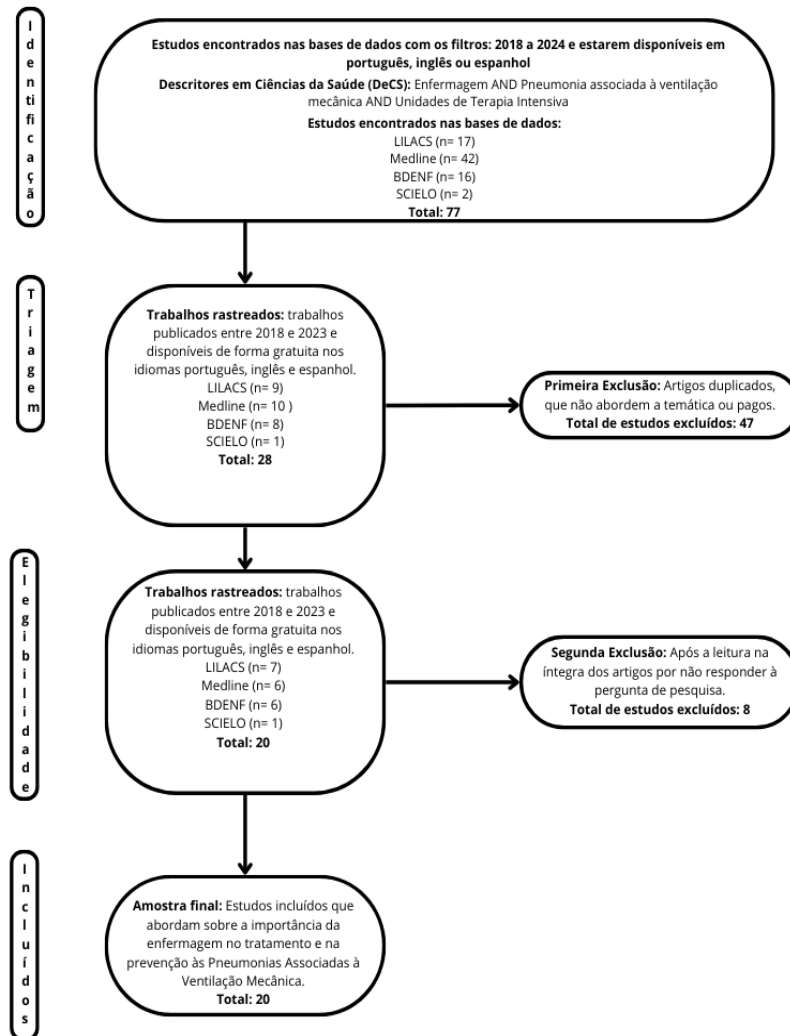 Identificação
Estudos encontrados nas bases de dados com os filtros: 2018 a 2024 e estarem disponíveis em
português, inglês ou espanhol
Descritores em Ciências da Saúde (DeCS): Enfermagem AND Pneumonia associada à ventilação
mecânica AND Unidades de Terapia Intensiva
Estudos encontrados nas bases de dados:
LILACS (n= 17)
Medline (n= 42)
BDENF (n= 16)
SCIELO (n= 2)
Total: 77
Triagem
Trabalhos rastreados: trabalhos
publicados entre 2018 e 2023 e
disponíveis de forma gratuita nos
idiomas português, inglês e espanhol.
LILACS (n= 9)
Medline (n= 10 )
BDENF (n= 8)
SCIELO (n= 1)
Total: 28
Primeira Exclusão: Artigos duplicados,
que não abordem a temática ou pagos.
Total de estudos excluídos: 47
Elegibilidade
Trabalhos rastreados: trabalhos
publicados entre 2018 e 2023 e
disponíveis de forma gratuita nos
idiomas português, inglês e espanhol.
LILACS (n= 7)
Medline (n= 6)
BDENF (n= 6)
SCIELO (n= 1)
Total: 20
Segunda Exclusão: Após a leitura na
íntegra dos artigos por não responder à
pergunta de pesquisa.
Total de estudos excluídos: 8
Incluídos
Amostra final: Estudos incluídos que
abordam sobre a importância da
enfermagem no tratamento e na
prevenção às Pneumonias Associadas à
Ventilação Mecânica.
Total: 20